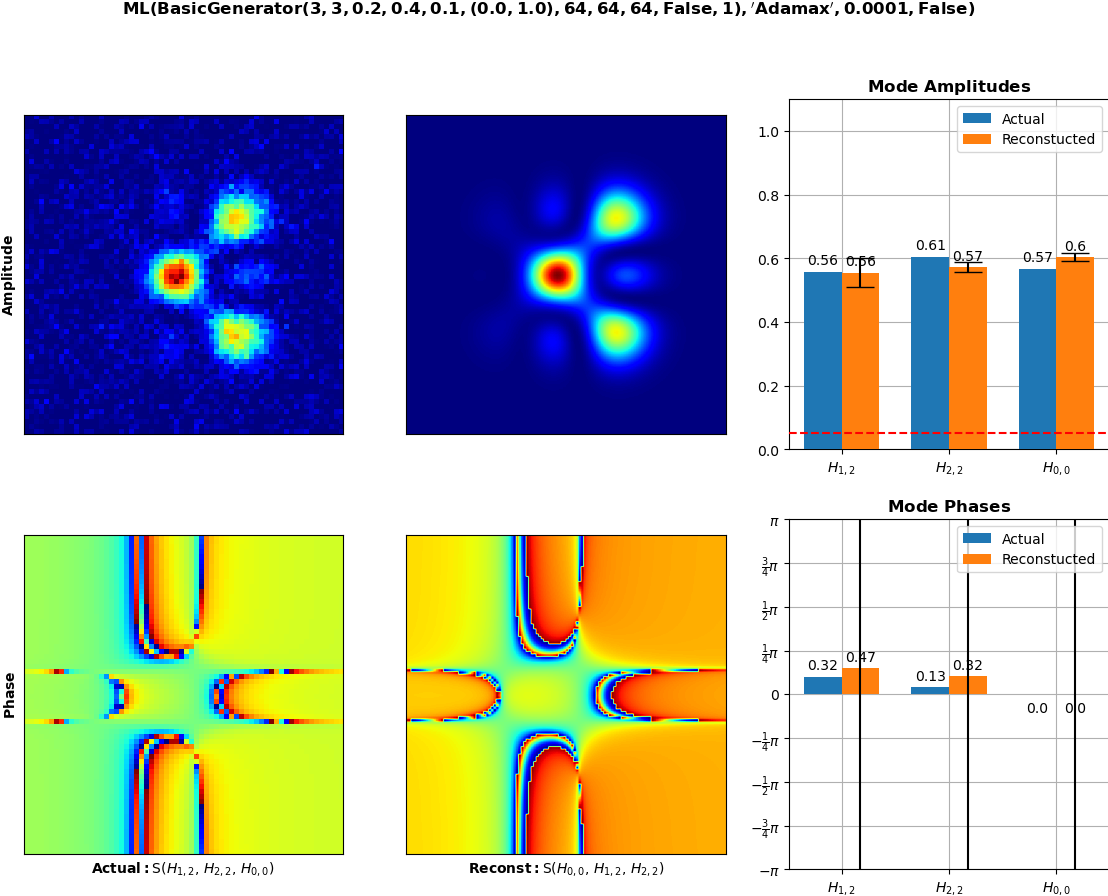 ML(BasicGenerator(3, 3, 0.2, 0.4, 0.1, (0.0, 1.0), 64, 64, 64, False, 1), ′Adamax′, 0.0001, False)
Amplitude
Mode Amplitudes
Actual
Reconstucted
1.0
0.8
0.6
0.4
0.2
0.0
0.56 0.56
0.61 0.57
0.57 0.6
H1,2 H2,2 H0,0
Phase
Actual: S(H1,2, H2,2, H0,0)
Reconst: S(H0,0, H1,2, H2,2)
Mode Phases
Actual
Reconstucted
π
3/4π
1/2π
1/4π
0
−1/4π
−1/2π
−3/4π
−π
0.32 0.47
0.13 0.32
0.0 0.0
H1,2 H2,2 H0,0